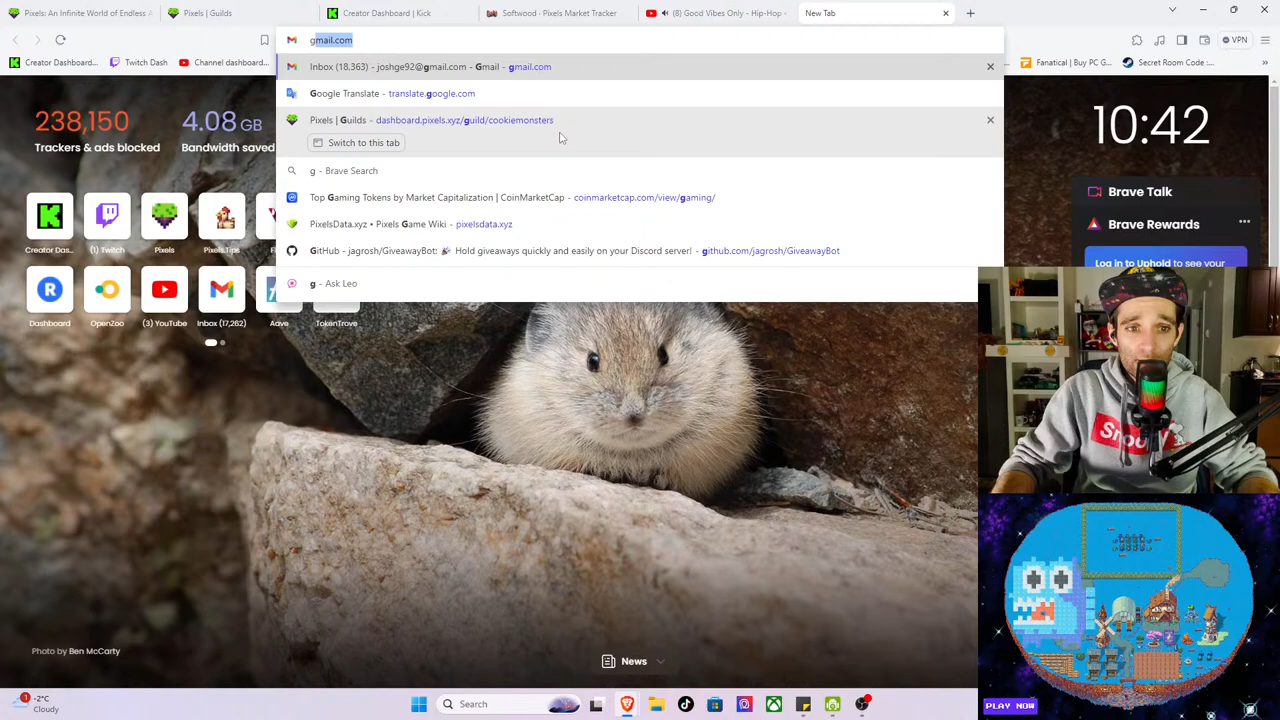 Pixels: An Infinite World of Endless A
Pixels | Guilds
Creator Dashboard | Kick
Softwood - Pixels Market Tracker
(8) Good Vibes Only - Hip-Hop
New Tab
gmail.com
VPN
Creator Dashboard...
Twitch Dash
Channel dashboard...
Fanatical | Buy PC G...
Secret Room Code :...
Inbox (18,363) - joshge92@gmail.com - Gmail - gmail.com
Google Translate - translate.google.com
Pixels | Guilds - dashboard.pixels.xyz/guild/cookiemonsters
Switch to this tab
g - Brave Search
Top Gaming Tokens by Market Capitalization | CoinMarketCap - coinmarketcap.com/view/gaming/
PixelsData.xyz • Pixels Game Wiki - pixelsdata.xyz
GitHub - jagrosh/GiveawayBot: 🎉 Hold giveaways quickly and easily on your Discord server! - github.com/jagrosh/GiveawayBot
g - Ask Leo
238,150
Trackers & ads blocked
4.08 GB
Bandwidth saved
10:42
Brave Talk
Brave Rewards
Log in to Uphold to see your
Creator Das...
(1) Twitch
Pixels
Pixels.Tips
Dashboard
OpenZoo
(3) YouTube
Inbox (17,262)
Aave
TokenTrove
Photo by Ben McCarty
News
PLAY NOW
1
-2°C
Cloudy
Search